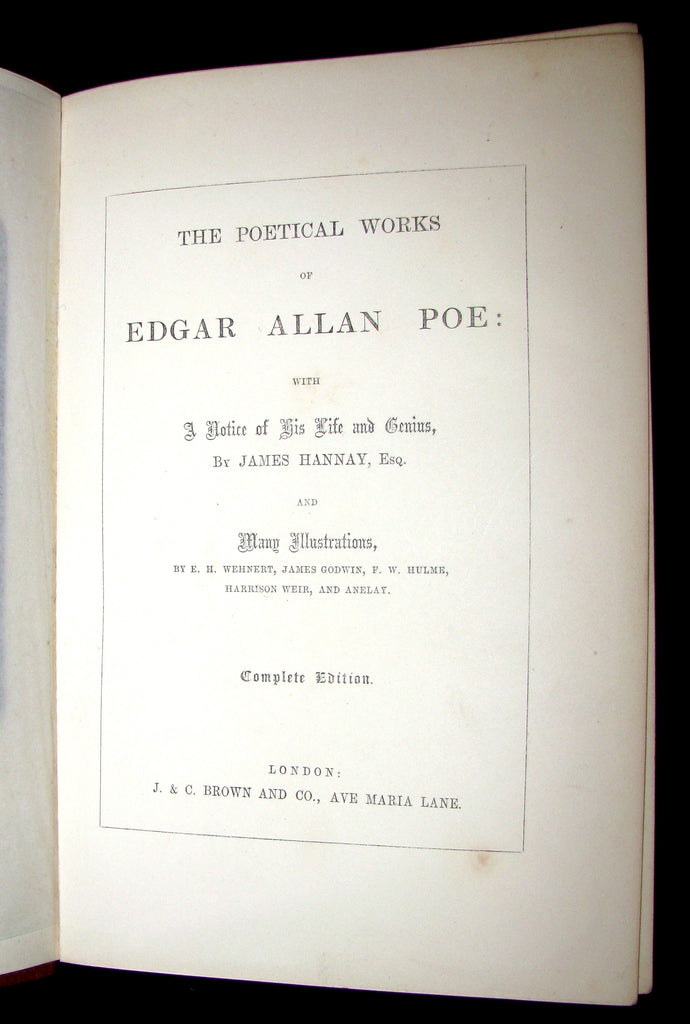 THE POETICAL WORKS
OF
EDGAR ALLAN POE:
WITH
A Notice of His Life and Genius,
By JAMES HANNAY, Esq.
AND
Many Illustrations,
BY E. H. WEHNERT, JAMES GODWIN, F. W. HULME,
HARRISON WEIR, AND ANELAY.
Complete Edition.
LONDON:
J. & C. BROWN AND CO., AVE MARIA LANE.